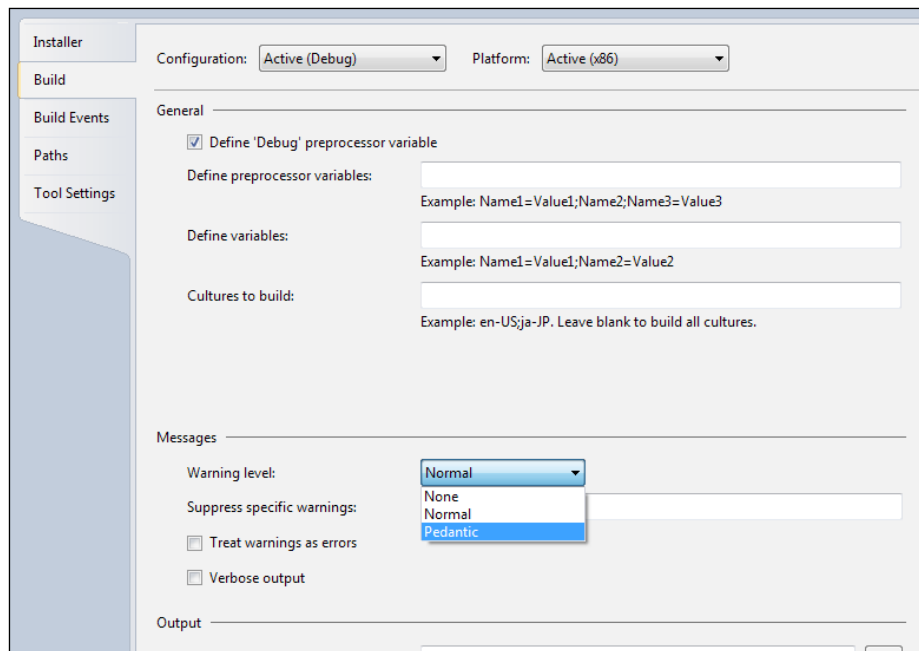 Installer
Build
Build Events
Paths
Tool Settings
Configuration: Active (Debug) Platform: Active (x86)
General
Define 'Debug' preprocessor variable
Define preprocessor variables:
Example: Name1=Value1;Name2;Name3=Value3
Define variables:
Example: Name1=Value1;Name2=Value2
Cultures to build:
Example: en-US;ja-JP. Leave blank to build all cultures.
Messages
Warning level: Normal
None
Suppress specific warnings: Normal
Pedantic
Treat warnings as errors
Verbose output
Output